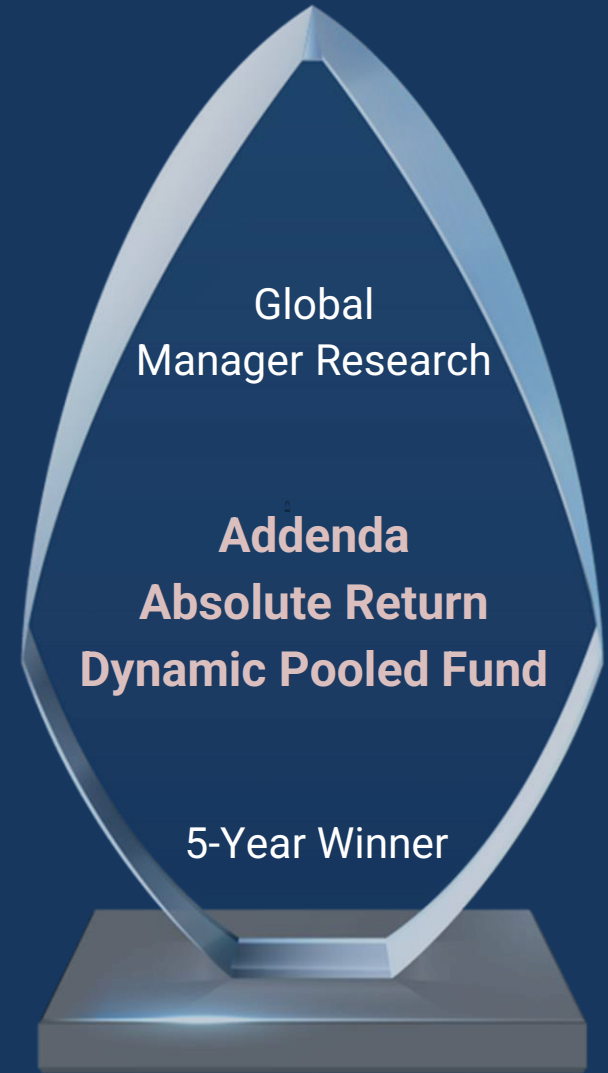 Global
Manager Research
Addenda
Absolute Return
Dynamic Pooled Fund
5-Year Winner